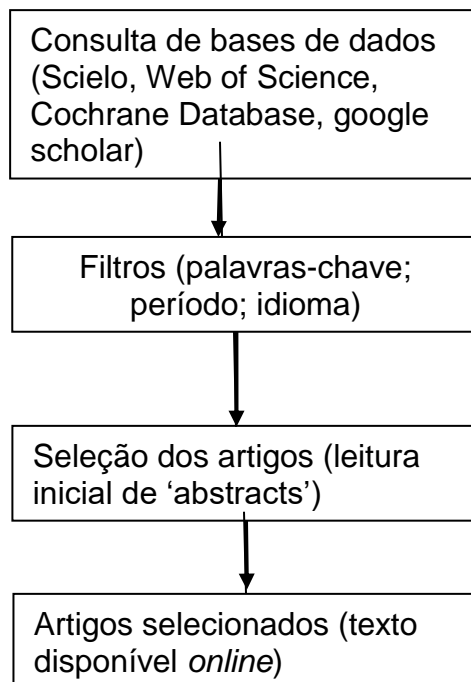 Consulta de bases de dados
(Scielo, Web of Science,
Cochrane Database, google
scholar)
Filtros (palavras-chave;
período; idioma)
Seleção dos artigos (leitura
inicial de ‘abstracts’)
Artigos selecionados (texto
disponível online)